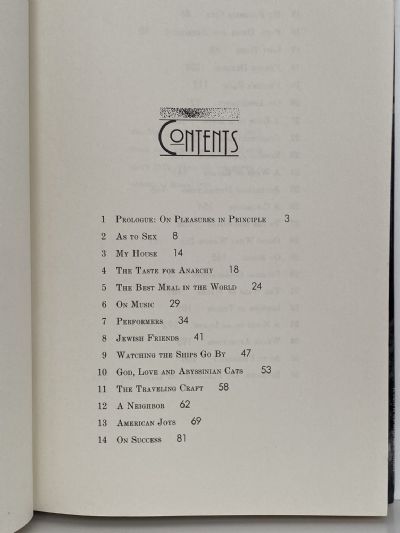 CONTENTS
1 PROLOGUE: ON PLEASURES IN PRINCIPLE 3
2 AS TO SEX 8
3 MY HOUSE 14
4 THE TASTE FOR ANARCHY 18
5 THE BEST MEAL IN THE WORLD 24
6 ON MUSIC 29
7 PERFORMERS 34
8 JEWISH FRIENDS 41
9 WATCHING THE SHIPS GO BY 47
10 GOD, LOVE AND ABYSSINIAN CATS 53
11 THE TRAVELING CRAFT 58
12 A NEIGHBOR 62
13 AMERICAN JOYS 69
14 ON SUCCESS 81